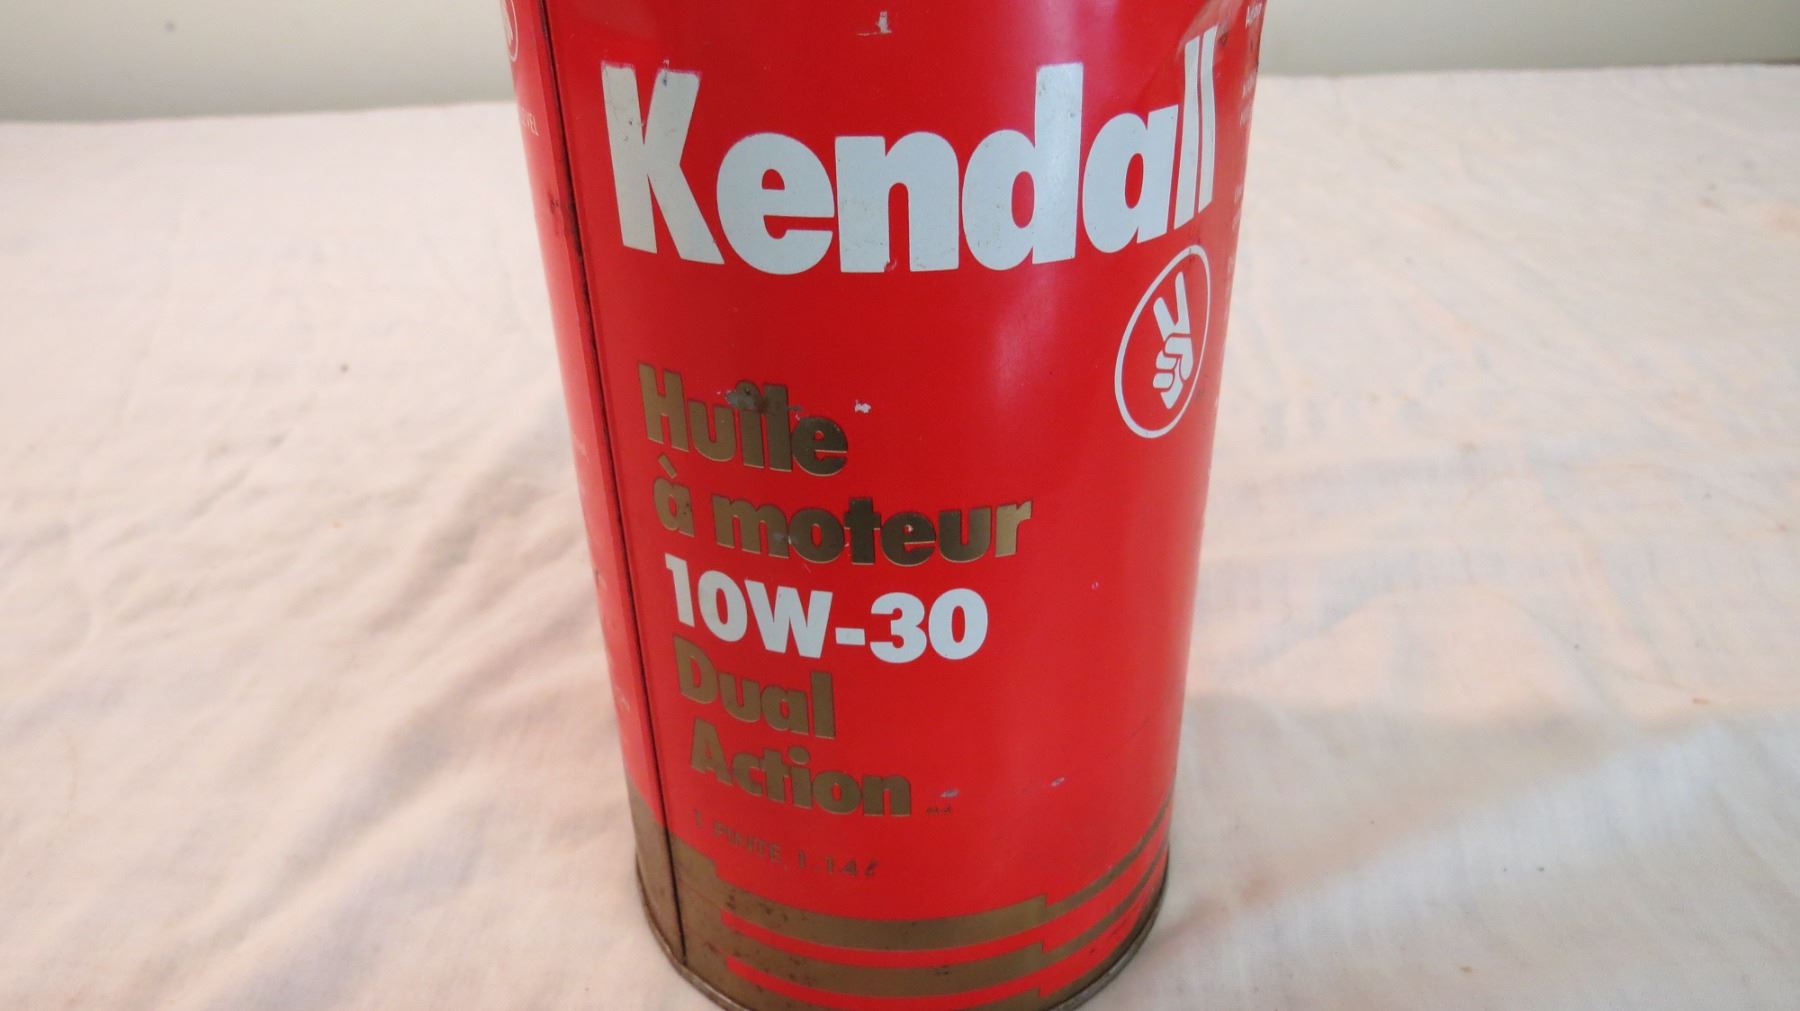 Kendall
Huile
à moteur
10W-30
Dual
Action
1 PINTE 1.14ℓ